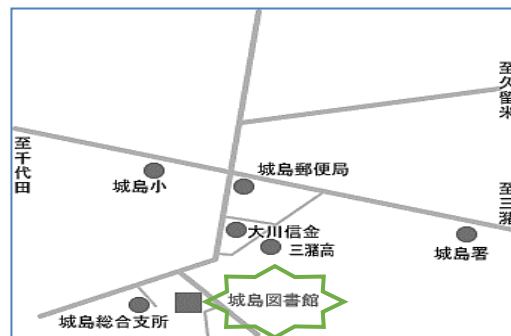 至久留米
至千代田
城島郵便局
城島小
至三潴
大川信金
三潴高
城島署
城島図書館
城島総合支所